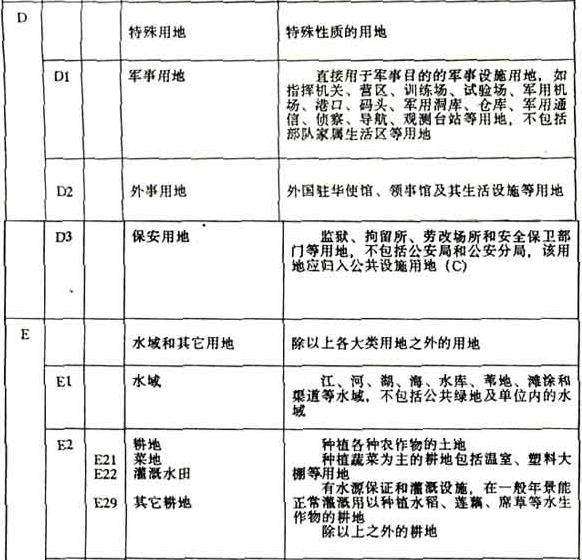 D 特殊用地 特殊性质的用地
D1 军事用地 直接用于军事目的的军事设施用地，如
指挥机关、营区、训练场、试验场、军用机
场、港口、码头、军用洞库、仓库、军用通
信、侦察、导航、观测台站等用地，不包括
部队家属生活区等用地
D2 外事用地 外国驻华使馆、领事馆及其生活设施等用地
D3 保安用地 监狱、拘留所、劳改场所和安全保卫部
门等用地，不包括公安局和公安分局，该用
地应归入公共设施用地（C）
E 水域和其它用地 除以上各大类用地之外的用地
E1 水域 江、河、湖、海、水库、苇地、滩涂和
渠道等水域，不包括公共绿地及单位内的水
域
E2 耕地 种植各种农作物的土地
E21 菜地 种植蔬菜为主的耕地包括温室、塑料大
棚等用地
E22 灌溉水田 有水源保证和灌溉设施，在一般年景能
正常灌溉用以种植水稻、莲藕、席草等水生
作物的耕地
E29 其它耕地 除以上之外的耕地